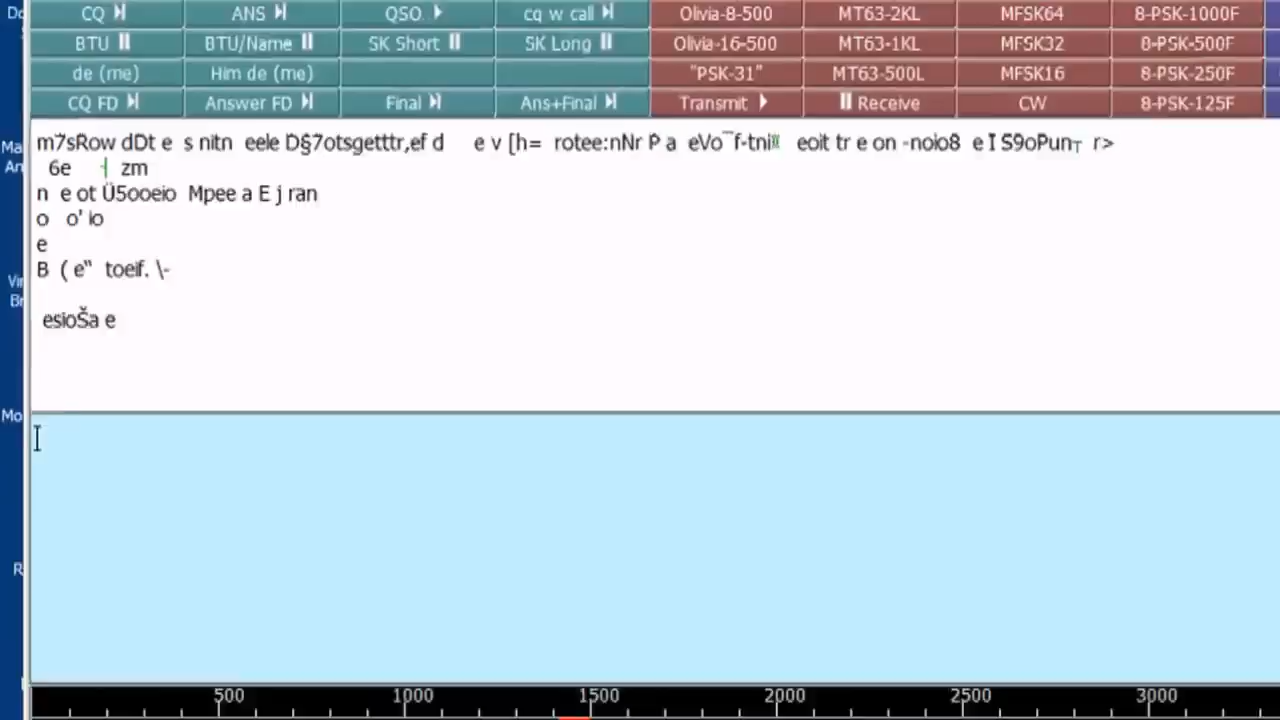 CQ ANS QSO cq w call Olivia-8-500 MT63-2KL MFSK64 8-PSK-1000F
BTU BTU/Name SK Short SK Long Olivia-16-500 MT63-1KL MFSK32 8-PSK-500F
de (me) Him de (me) "PSK-31" MT63-500L MFSK16 8-PSK-250F
CQ FD Answer FD Final Ans+Final Transmit Receive CW 8-PSK-125F
m7sRow dDt e s nitn eele D§7otsgetttr,ef d e v [h= rotee:nNr P a eVo¯f-tni eoit tr e on -noio8 e I S9oPun┬ r>
6e ┤ zm
n e ot Ü5ooeio Mpee a E j ran
o o' io
e
B ( e" toeif. \-
esioŠa e
500 1000 1500 2000 2500 3000